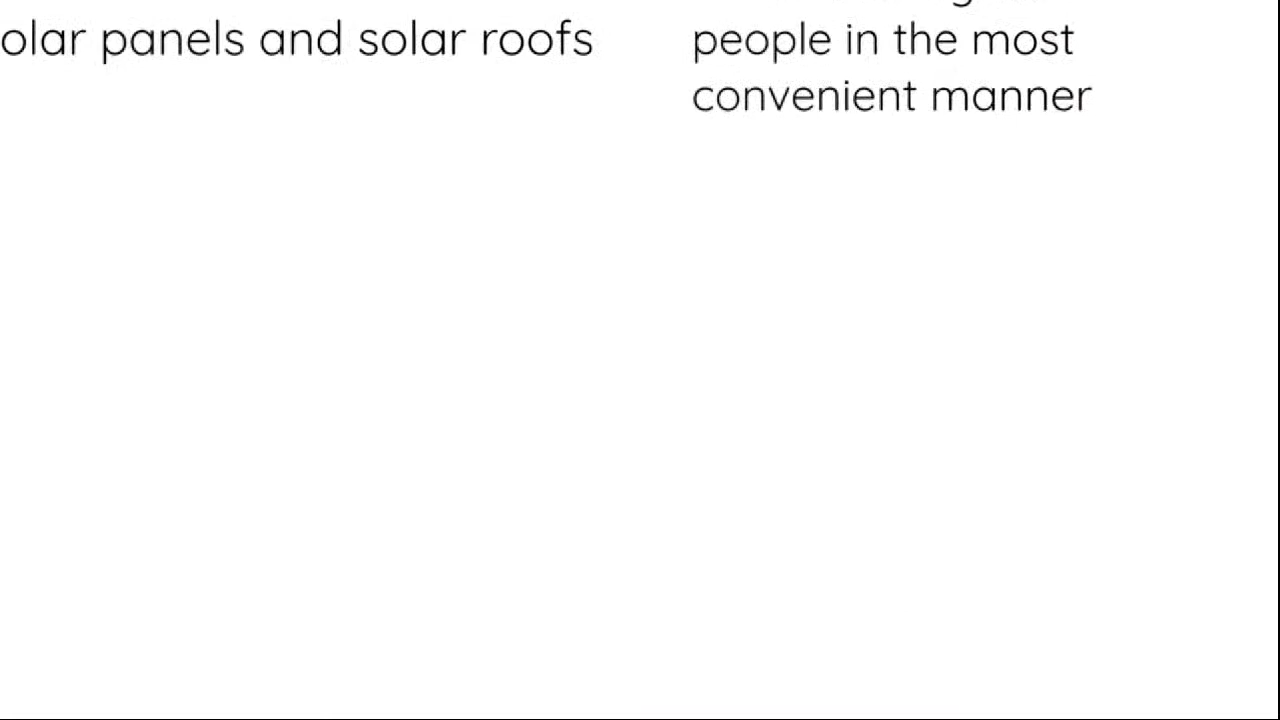 olar panels and solar roofs
people in the most
convenient manner